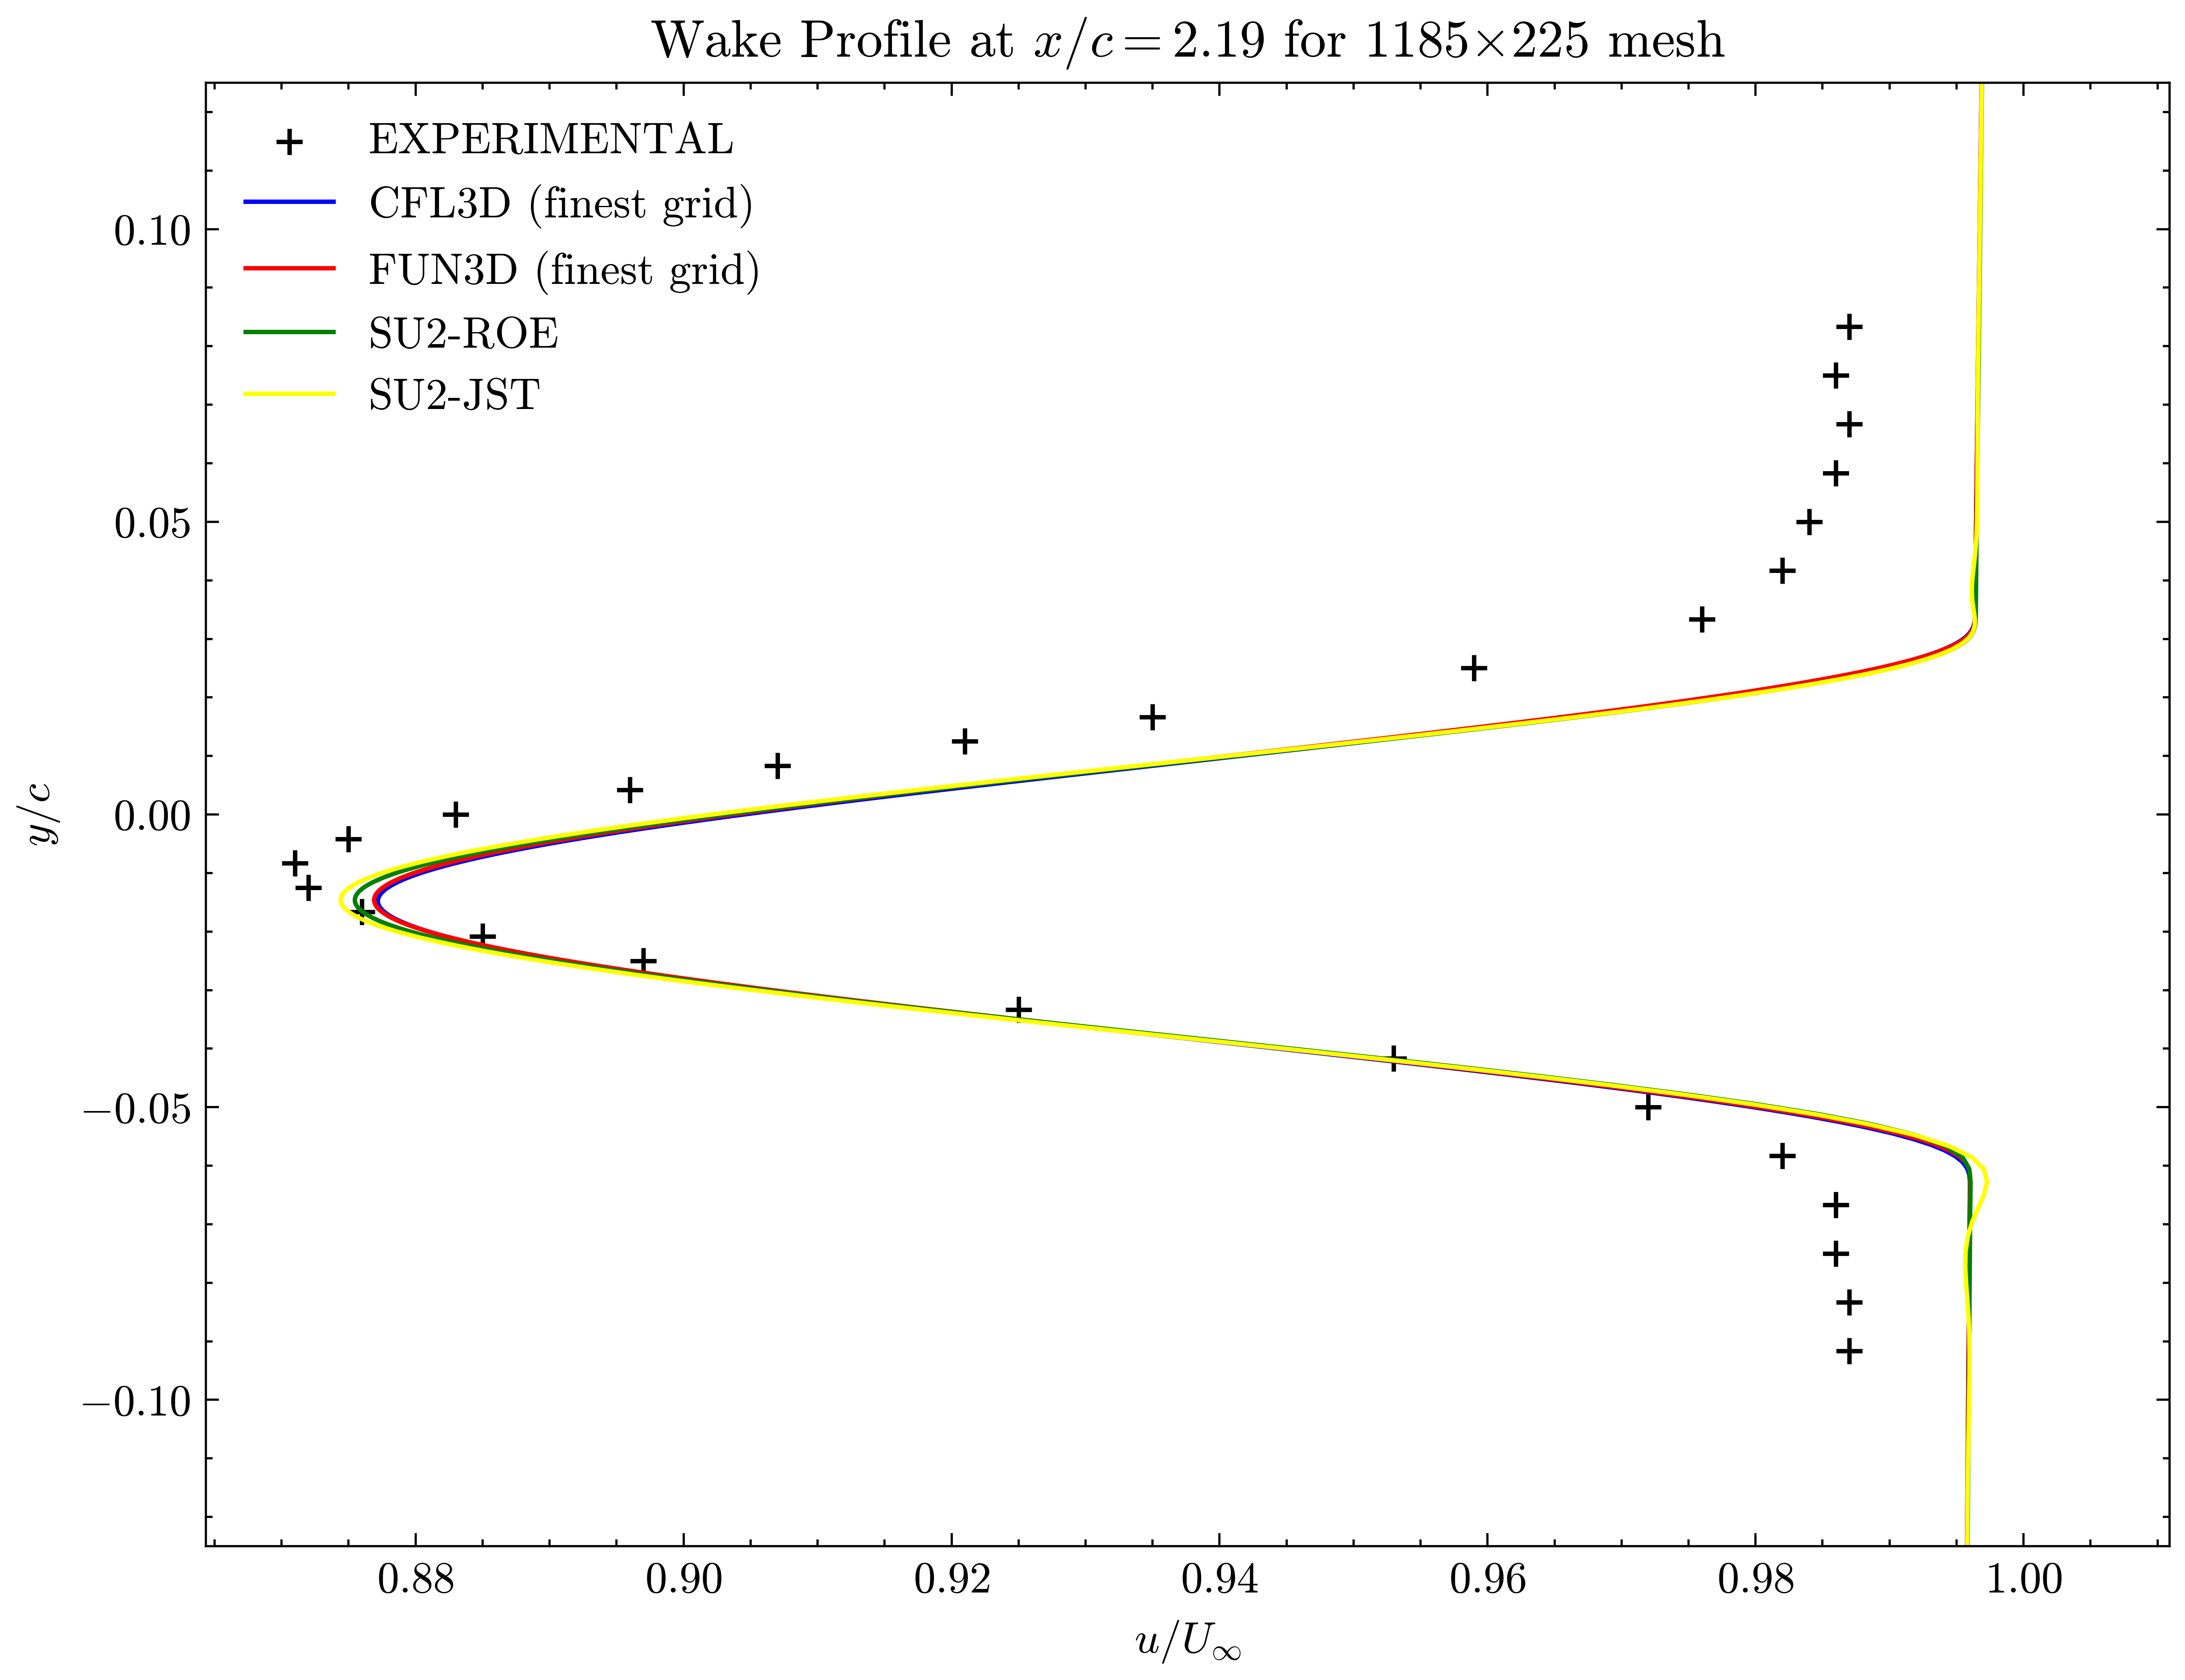 Wake Profile at x/c = 2.19 for 1185×225 mesh
EXPERIMENTAL
CFL3D (finest grid)
FUN3D (finest grid)
SU2-ROE
SU2-JST
y/c
0.10
0.05
0.00
−0.05
−0.10
0.88 0.90 0.92 0.94 0.96 0.98 1.00
u/U∞